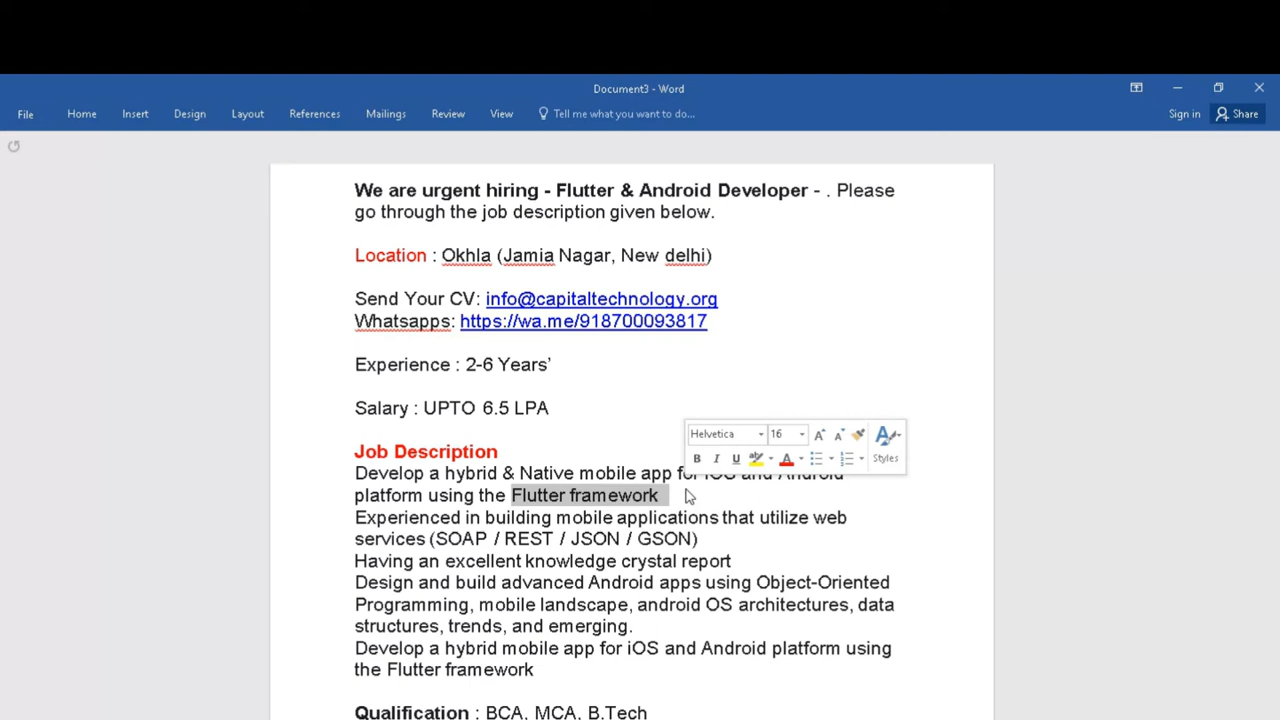 Document3 - Word
File Home Insert Design Layout References Mailings Review View Tell me what you want to do... Sign in Share
We are urgent hiring - Flutter & Android Developer - . Please
go through the job description given below.
Location : Okhla (Jamia Nagar, New delhi)
Send Your CV: info@capitaltechnology.org
Whatsapps: https://wa.me/918700093817
Experience : 2-6 Years’
Salary : UPTO 6.5 LPA
Helvetica 16
B I U aby A Styles
Job Description
Develop a hybrid & Native mobile app for iOS and Android
platform using the Flutter framework
Experienced in building mobile applications that utilize web
services (SOAP / REST / JSON / GSON)
Having an excellent knowledge crystal report
Design and build advanced Android apps using Object-Oriented
Programming, mobile landscape, android OS architectures, data
structures, trends, and emerging.
Develop a hybrid mobile app for iOS and Android platform using
the Flutter framework
Qualification : BCA, MCA, B.Tech